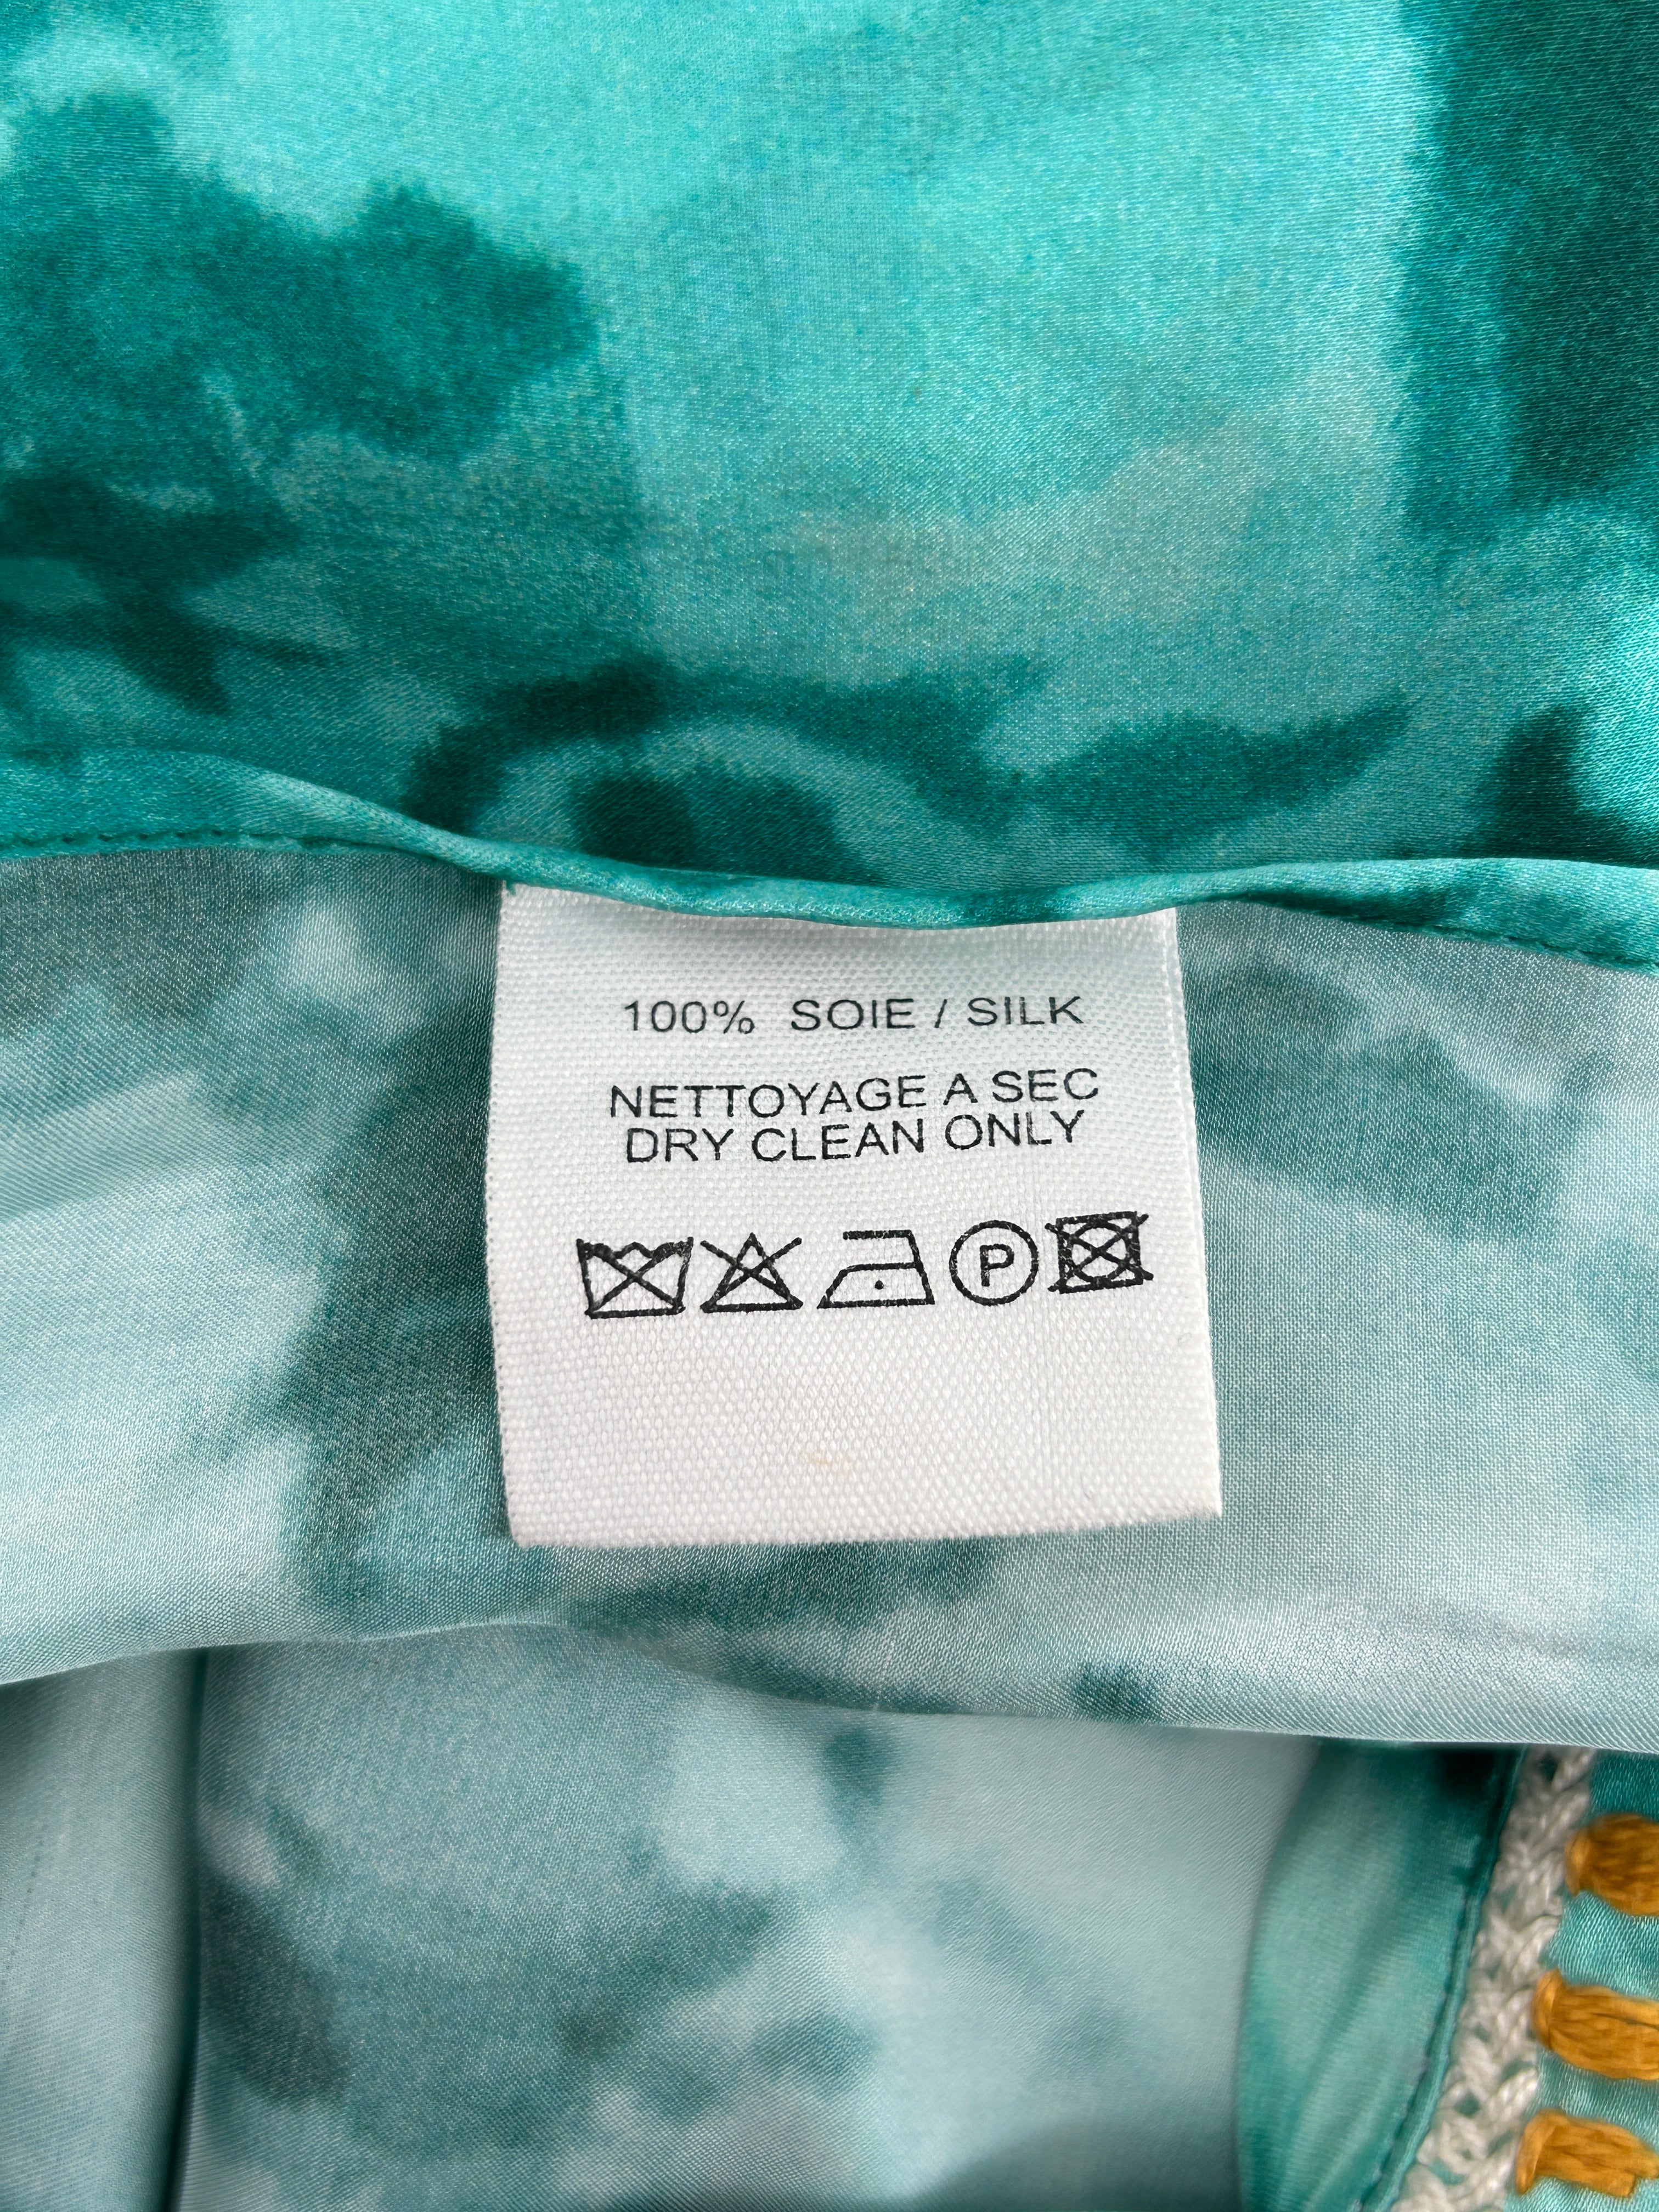 100% SOIE / SILK
NETTOYAGE A SEC
DRY CLEAN ONLY
P